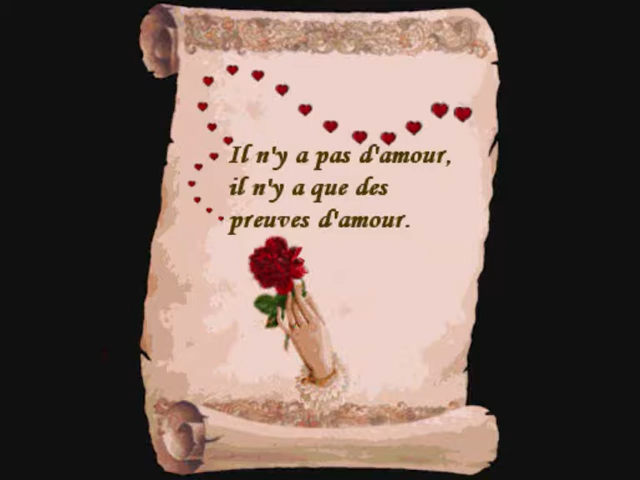 Il n'y a pas d'amour,
il n'y a que des
preuves d'amour.